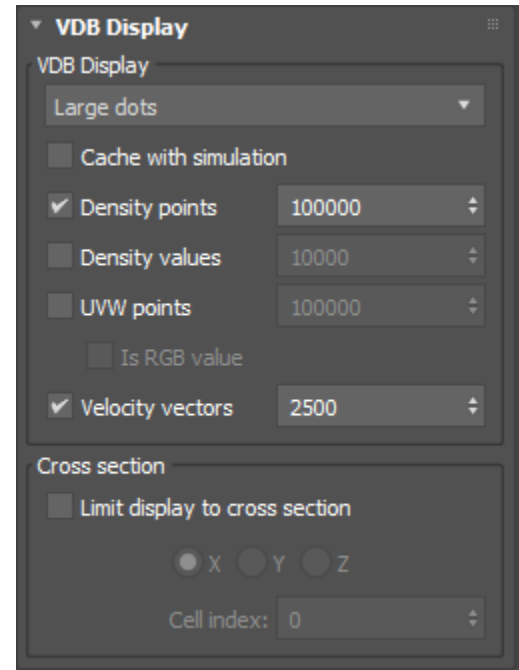 VDB Display
VDB Display
Large dots
Cache with simulation
Density points 100000
Density values 10000
UVW points 100000
Is RGB value
Velocity vectors 2500
Cross section
Limit display to cross section
X Y Z
Cell index: 0